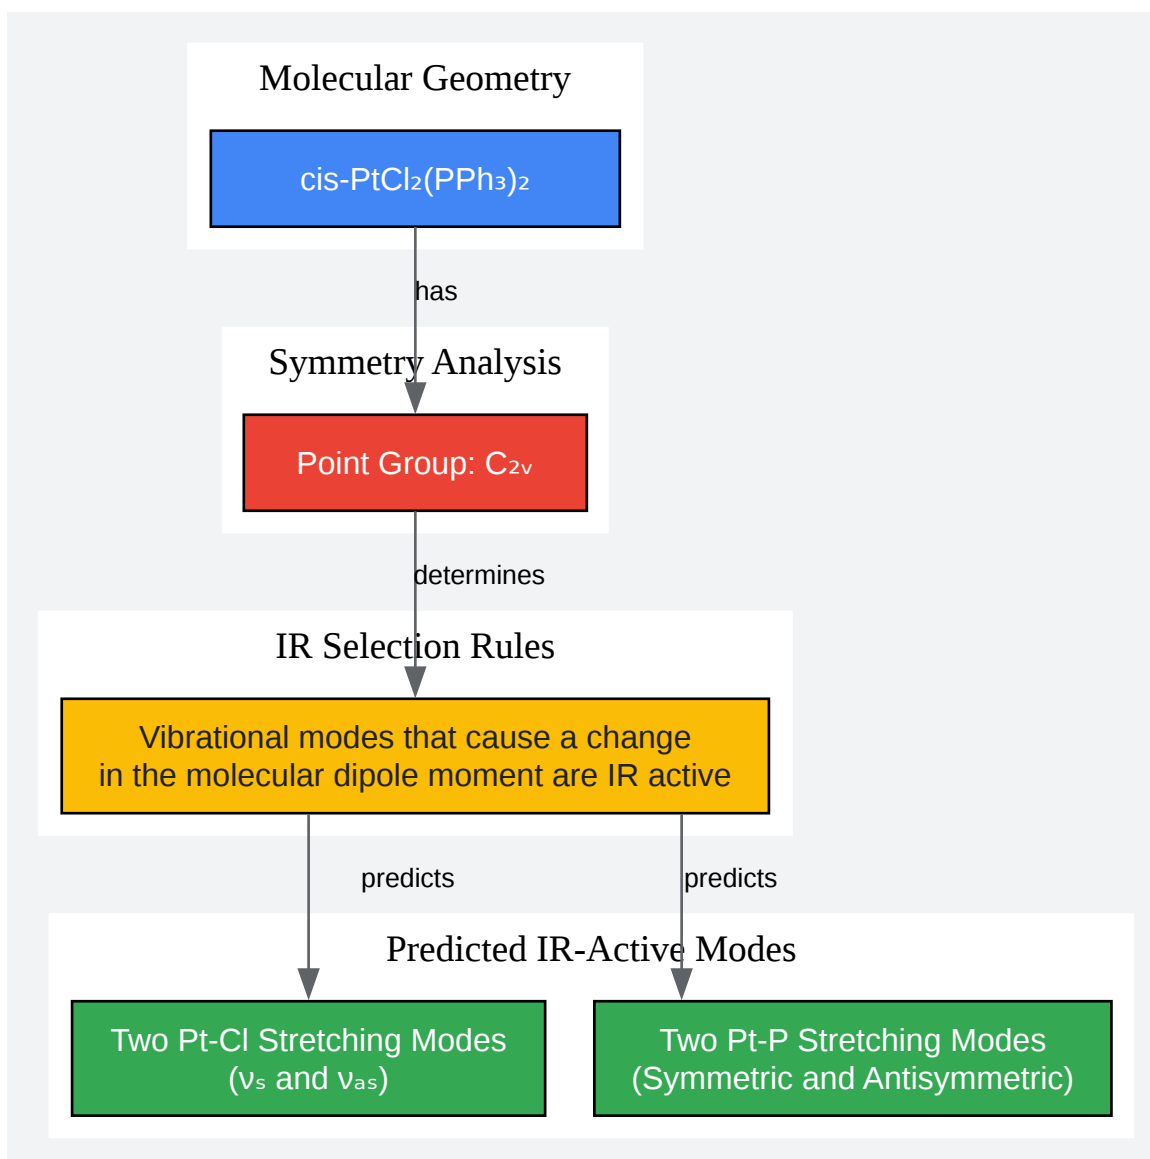 Molecular Geometry
cis-PtCl₂(PPh₃)₂
has
Symmetry Analysis
Point Group: C₂ᵥ
determines
IR Selection Rules
Vibrational modes that cause a change
in the molecular dipole moment are IR active
predicts
predicts
Predicted IR-Active Modes
Two Pt-Cl Stretching Modes
(νₛ and νₐₛ)
Two Pt-P Stretching Modes
(Symmetric and Antisymmetric)